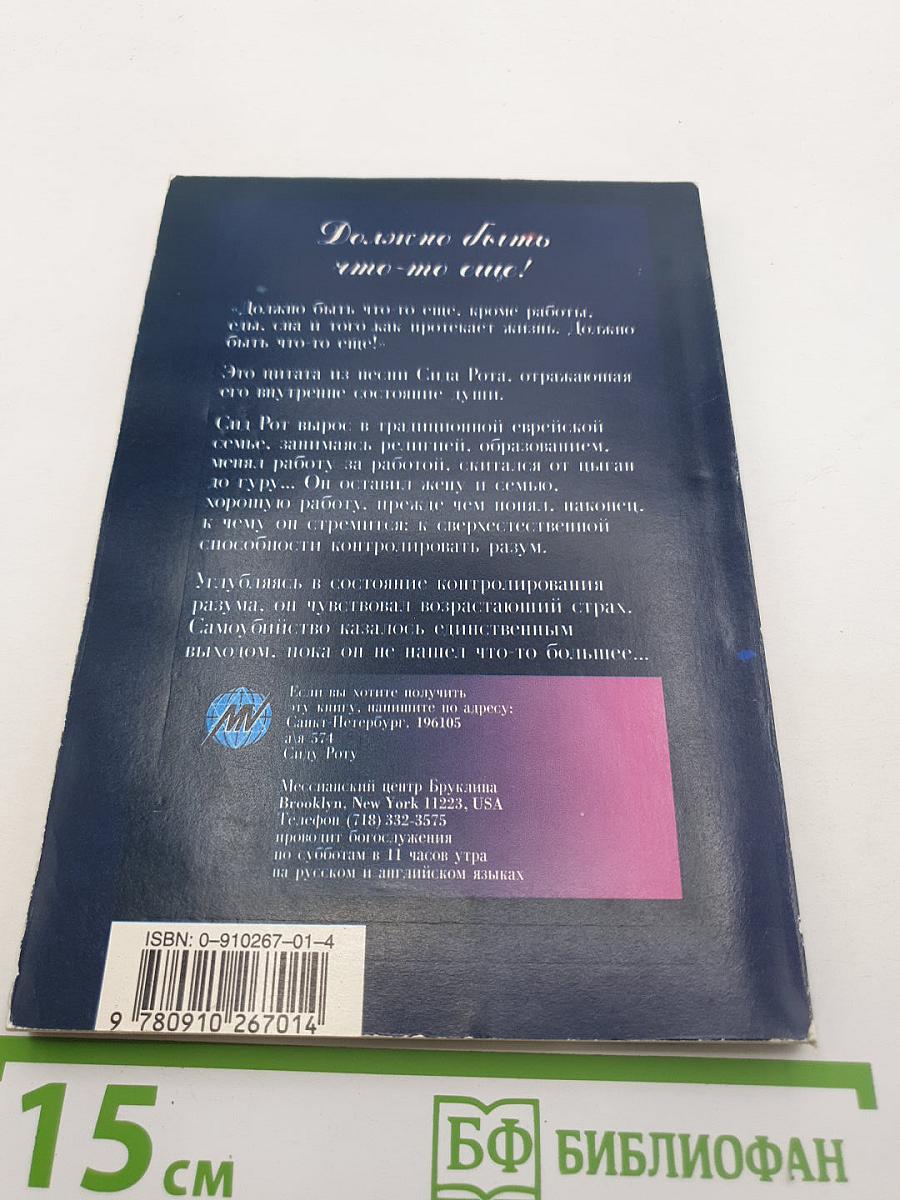 Должно быть
что-то еще!
«Должно быть что-то еще, кроме работы,
еды, сна и того как протекает жизнь. Должно
быть что-то еще!»
Это цитата из песни Сида Рота, отражающая
его внутренне состояние души.
Сид Рот вырос в традиционной еврейской
семье, занимаясь религией, образованием,
менял работу за работой, скитался от цыган
до гуру... Он оставил жену и семью,
хорошую работу, прежде чем понял, наконец,
к чему он стремится: к сверхестественной
способности контролировать разум.
Углубляясь в состояние контролирования
разума, он чувствовал возрастающий страх.
Самоубийство казалось единственным
выходом, пока он не нашел что-то большее...
MV
Если вы хотите получить
эту книгу, напишите по адресу:
Санкт-Петербург, 196105
а/я 574
Сиду Роту
Мессианский центр Бруклина
Brooklyn, New York 11223, USA
Телефон (718) 332-3575
проводит богослужения
по субботам в 11 часов утра
на русском и английском языках
ISBN: 0-910267-01-4
9 780910 267014
15 см
БФ БИБЛИОФАН